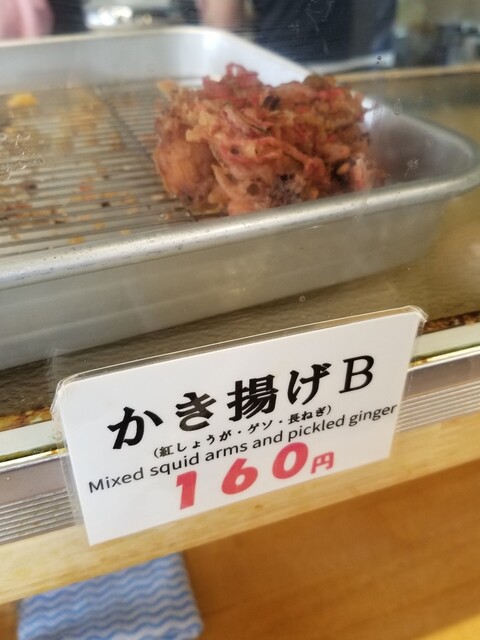 かき揚げB
(紅しょうが・ゲソ・長ねぎ)
Mixed squid arms and pickled ginger
160円